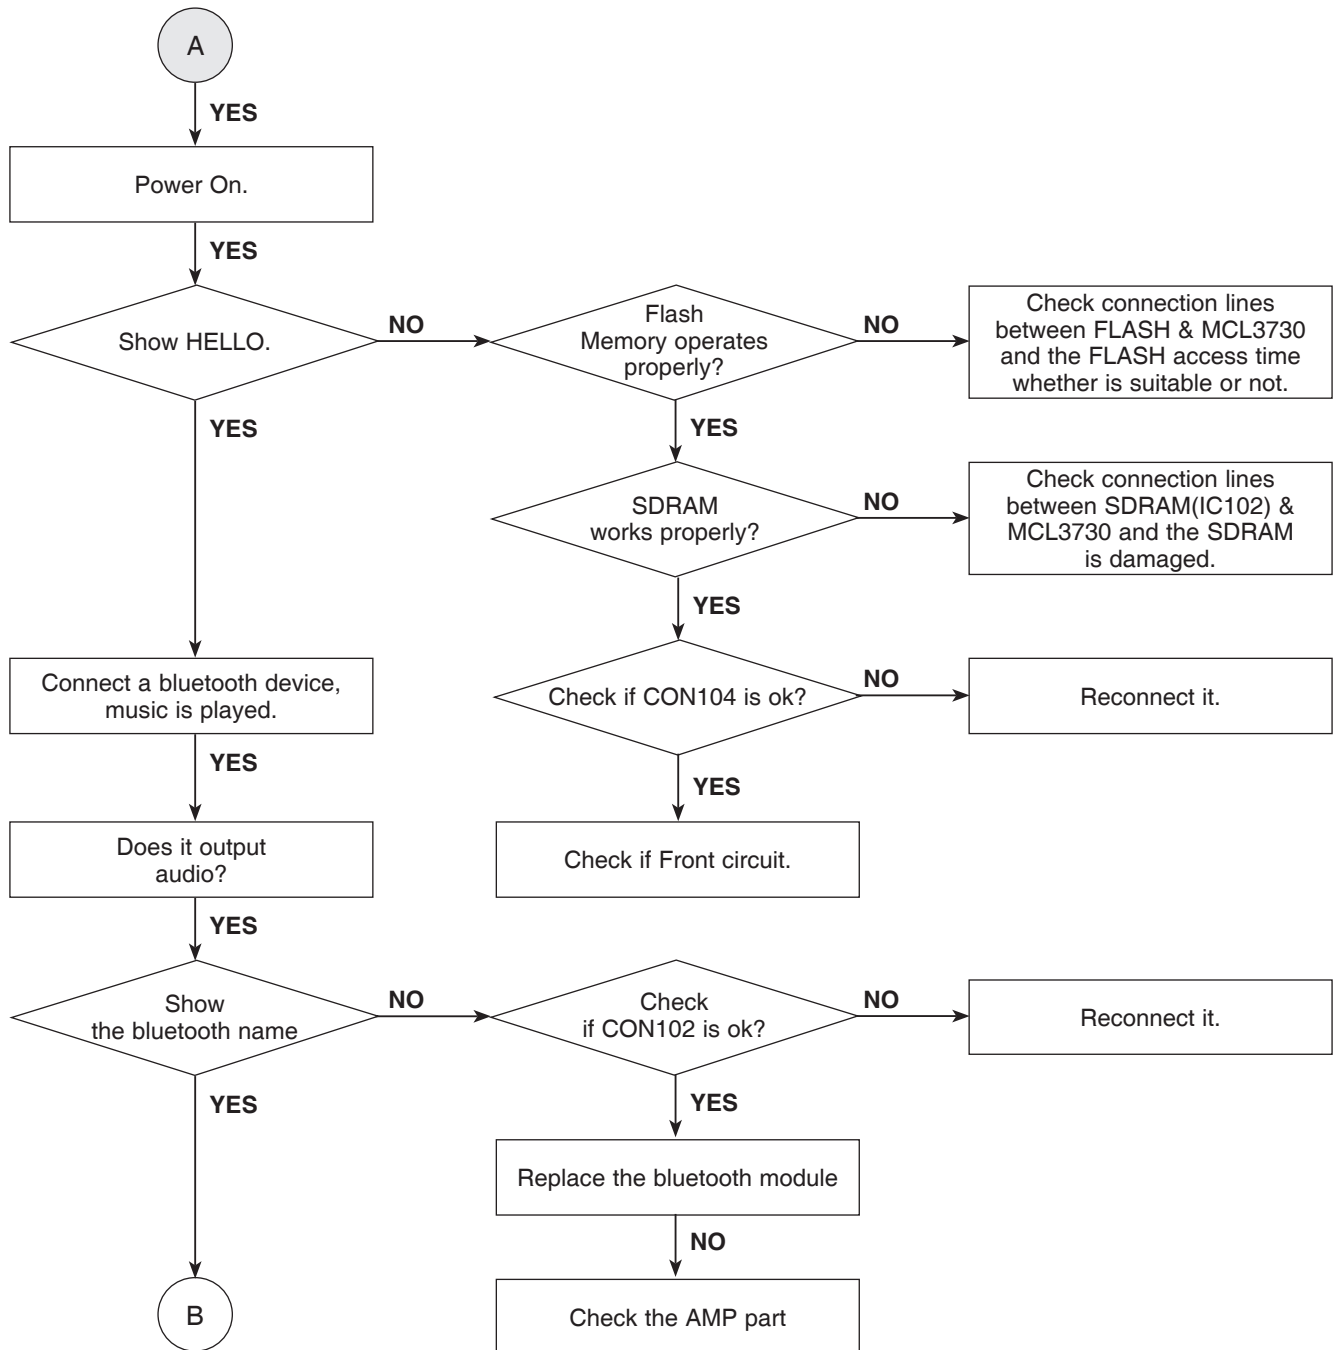 A
YES
Power On.
YES
Show HELLO.
NO
Flash
Memory operates
properly?
NO
Check connection lines
between FLASH & MCL3730
and the FLASH access time
whether is suitable or not.
YES
YES
SDRAM
works properly?
NO
Check connection lines
between SDRAM(IC102) &
MCL3730 and the SDRAM
is damaged.
YES
Connect a bluetooth device,
music is played.
Check if CON104 is ok?
NO
Reconnect it.
YES
YES
Does it output
audio?
Check if Front circuit.
YES
Show
the bluetooth name
NO
Check
if CON102 is ok?
NO
Reconnect it.
YES
YES
Replace the bluetooth module
NO
B
Check the AMP part